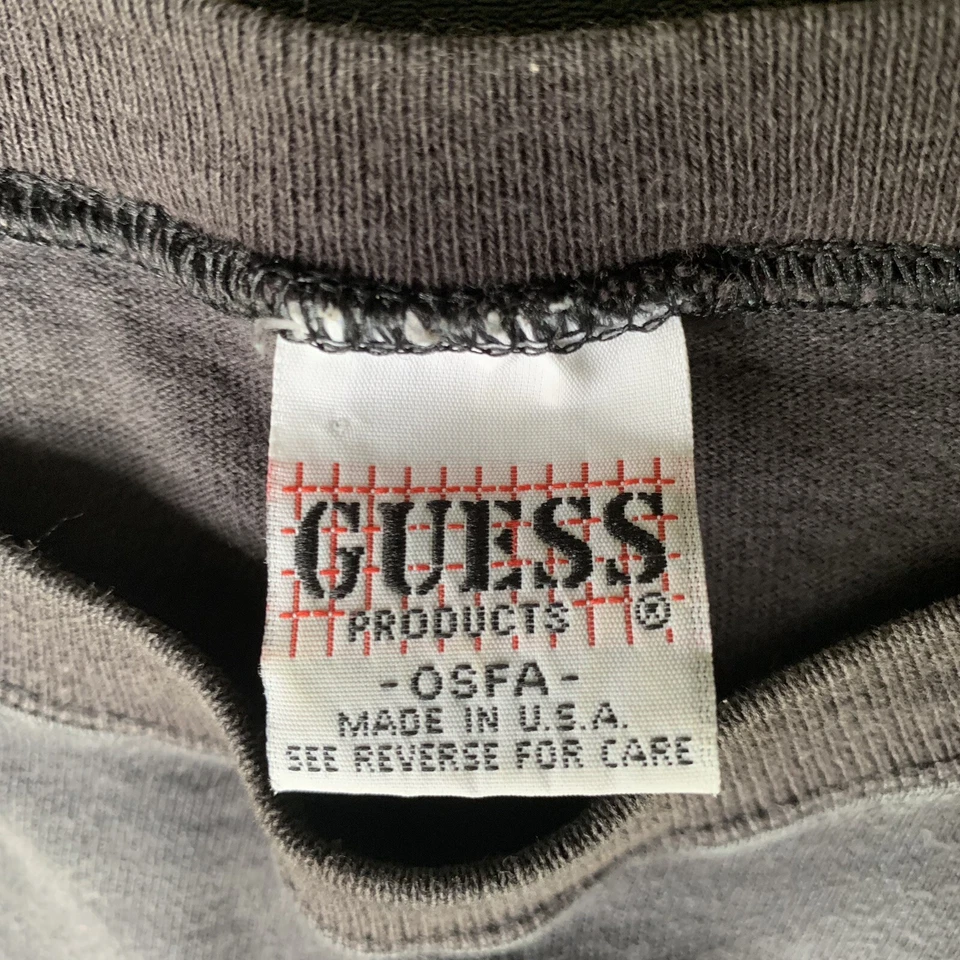 GUESS
PRODUCTS ®
-OSFA-
MADE IN U.S.A.
SEE REVERSE FOR CARE